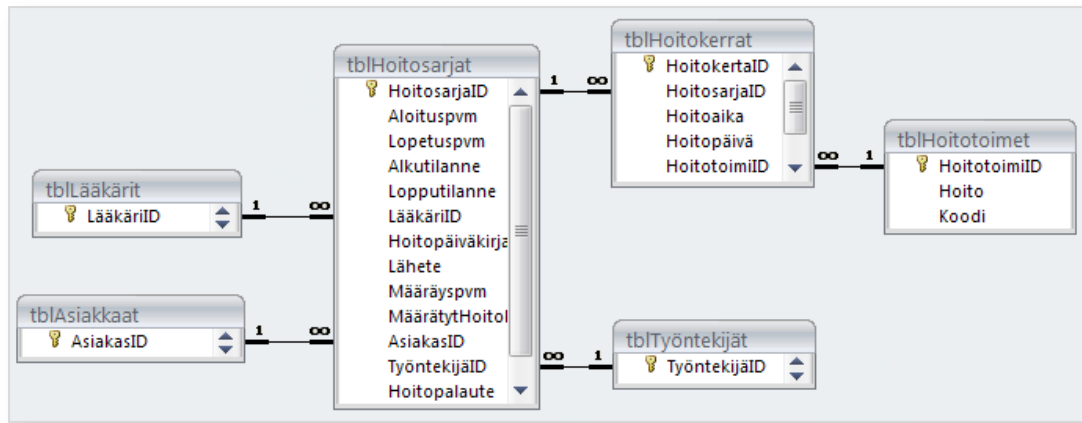 tblHoitosarjat
HoitosarjaID
Aloituspvm
Lopetuspvm
Alkutilanne
Lopputilanne
LääkäriID
Hoitopäiväkirja
Lähete
Määräyspvm
MäärätytHoitol
AsiakasID
TyöntekijäID
Hoitopalaute
tblHoitokerrat
HoitokertaID
HoitosarjaID
Hoitoaika
Hoitopäivä
HoitotoimiID
tblHoitotoimet
HoitotoimiID
Hoito
Koodi
tblLääkärit
LääkäriID
tblAsiakkaat
AsiakasID
tblTyöntekijät
TyöntekijäID
1 ∞
∞ 1
1 ∞
1 ∞
∞ 1